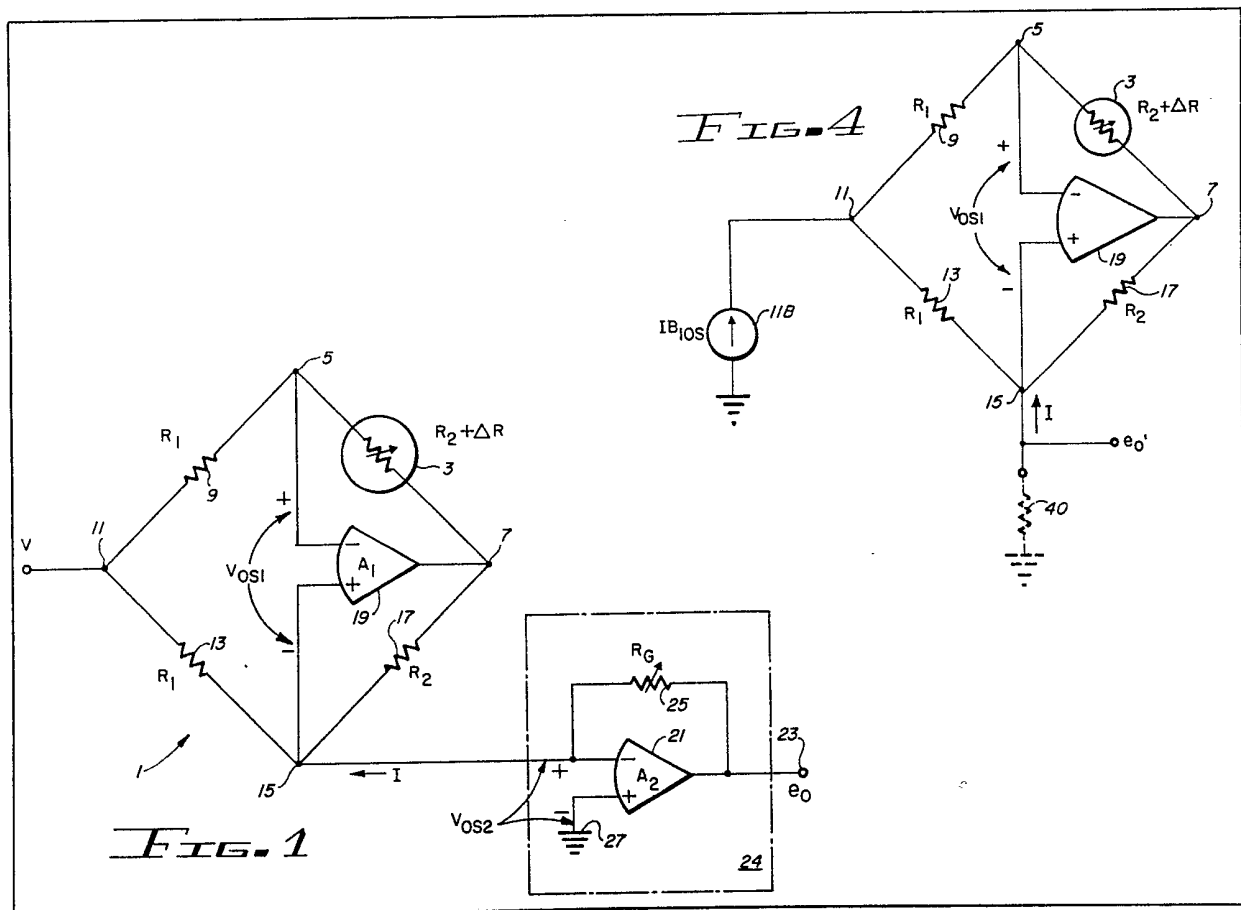 5
3
R₂+ΔR
R₁
9
FIG.4
11
+
−
7
VOS1
+
19
−
13
R₁
17
R₂
IB10S
11B
15
I
eo'
40
5
R₁
R₂+ΔR
9
3
+
V
11
−
A₁
7
VOS1
+
19
−
13
17
R₁
R₂
RG
25
21
23
1
15
I
+
−
A₂
+
eo
−
VOS2
27
24
FIG.1